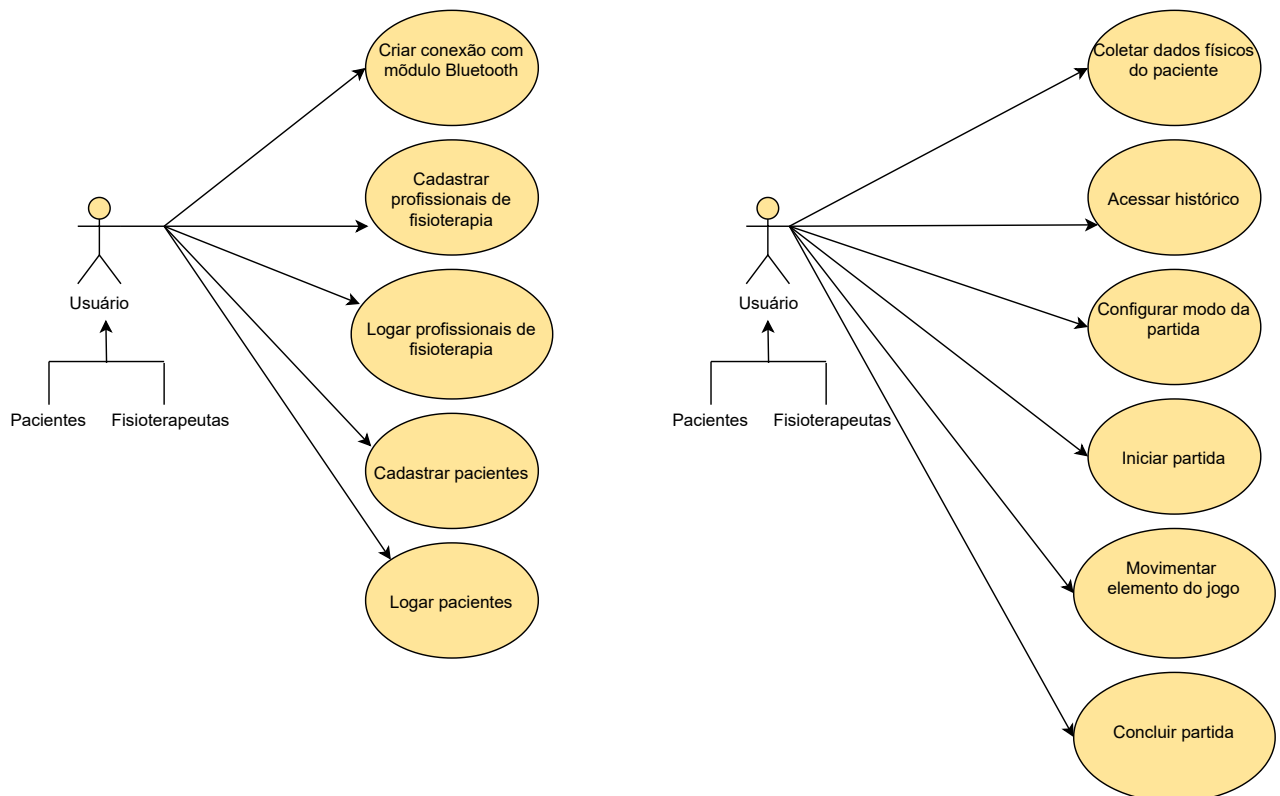 Criar conexão com
mõdulo Bluetooth
Cadastrar
profissionais de
fisioterapia
Usuário
Logar profissionais de
fisioterapia
Pacientes
Fisioterapeutas
Cadastrar pacientes
Logar pacientes
Coletar dados físicos
do paciente
Acessar histórico
Usuário
Configurar modo da
partida
Pacientes
Fisioterapeutas
Iniciar partida
Movimentar
elemento do jogo
Concluir partida